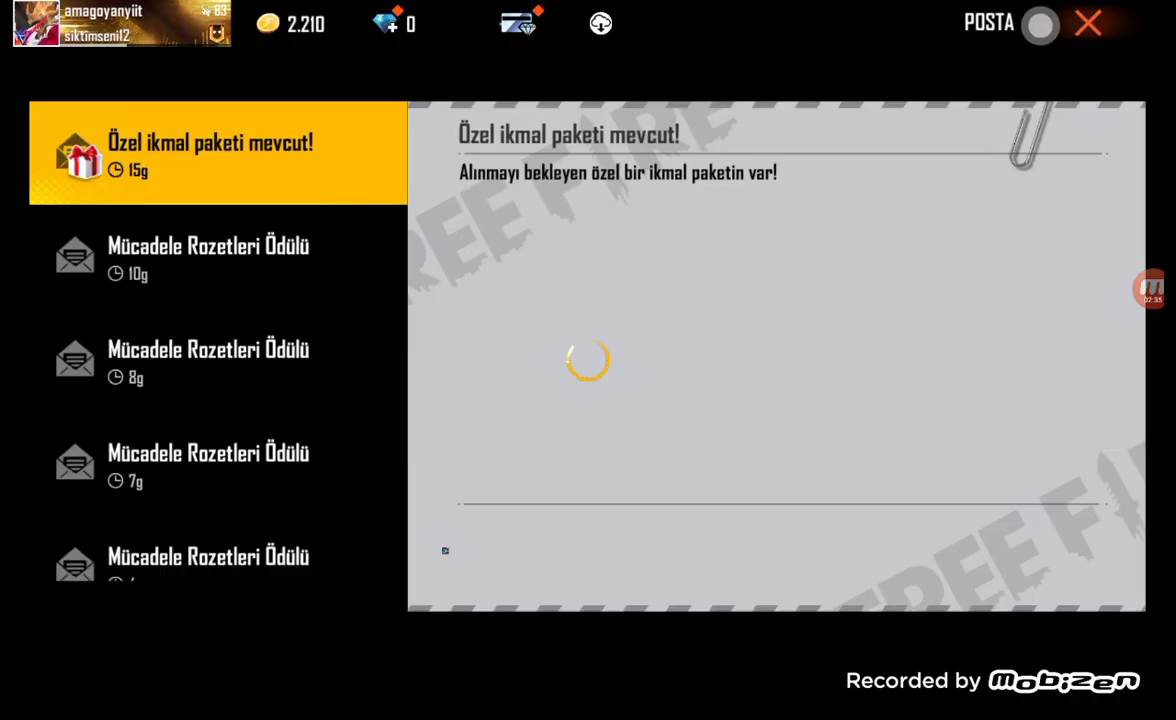 amagoyanyiit 83
siktimseni12
2.210
0
POSTA
Özel ikmal paketi mevcut!
15g
Mücadele Rozetleri Ödülü
10g
Mücadele Rozetleri Ödülü
8g
Mücadele Rozetleri Ödülü
7g
Mücadele Rozetleri Ödülü
Özel ikmal paketi mevcut!
Alınmayı bekleyen özel bir ikmal paketin var!
FREE FIRE
FREE FIRE
02:35
Recorded by mobizen